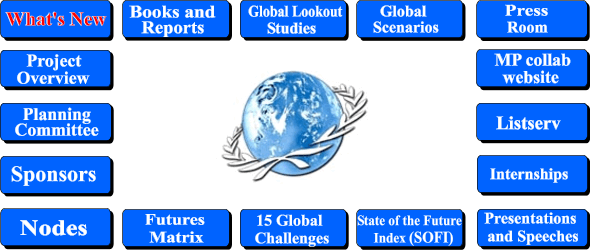 What's New
Books and
Reports
Global Lookout
Studies
Global
Scenarios
Press
Room
Project
Overview
MP collab
website
Planning
Committee
Listserv
Sponsors
Internships
Nodes
Futures
Matrix
15 Global
Challenges
State of the Future
Index (SOFI)
Presentations
and Speeches